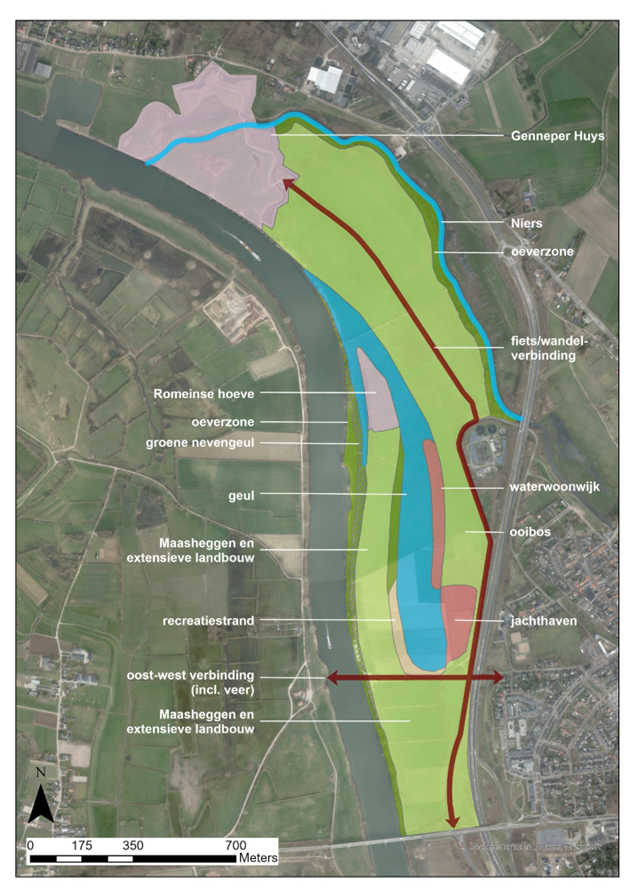 Genneper Huys
Niers
oeverzone
fiets/wandel-
verbinding
Romeinse hoeve
oeverzone
groene nevengeul
geul
waterwoonwijk
ooibos
Maasheggen en
extensieve landbouw
recreatiestrand
jachthaven
oost-west verbinding
(incl. veer)
Maasheggen en
extensieve landbouw
N
0 175 350 700
Meters